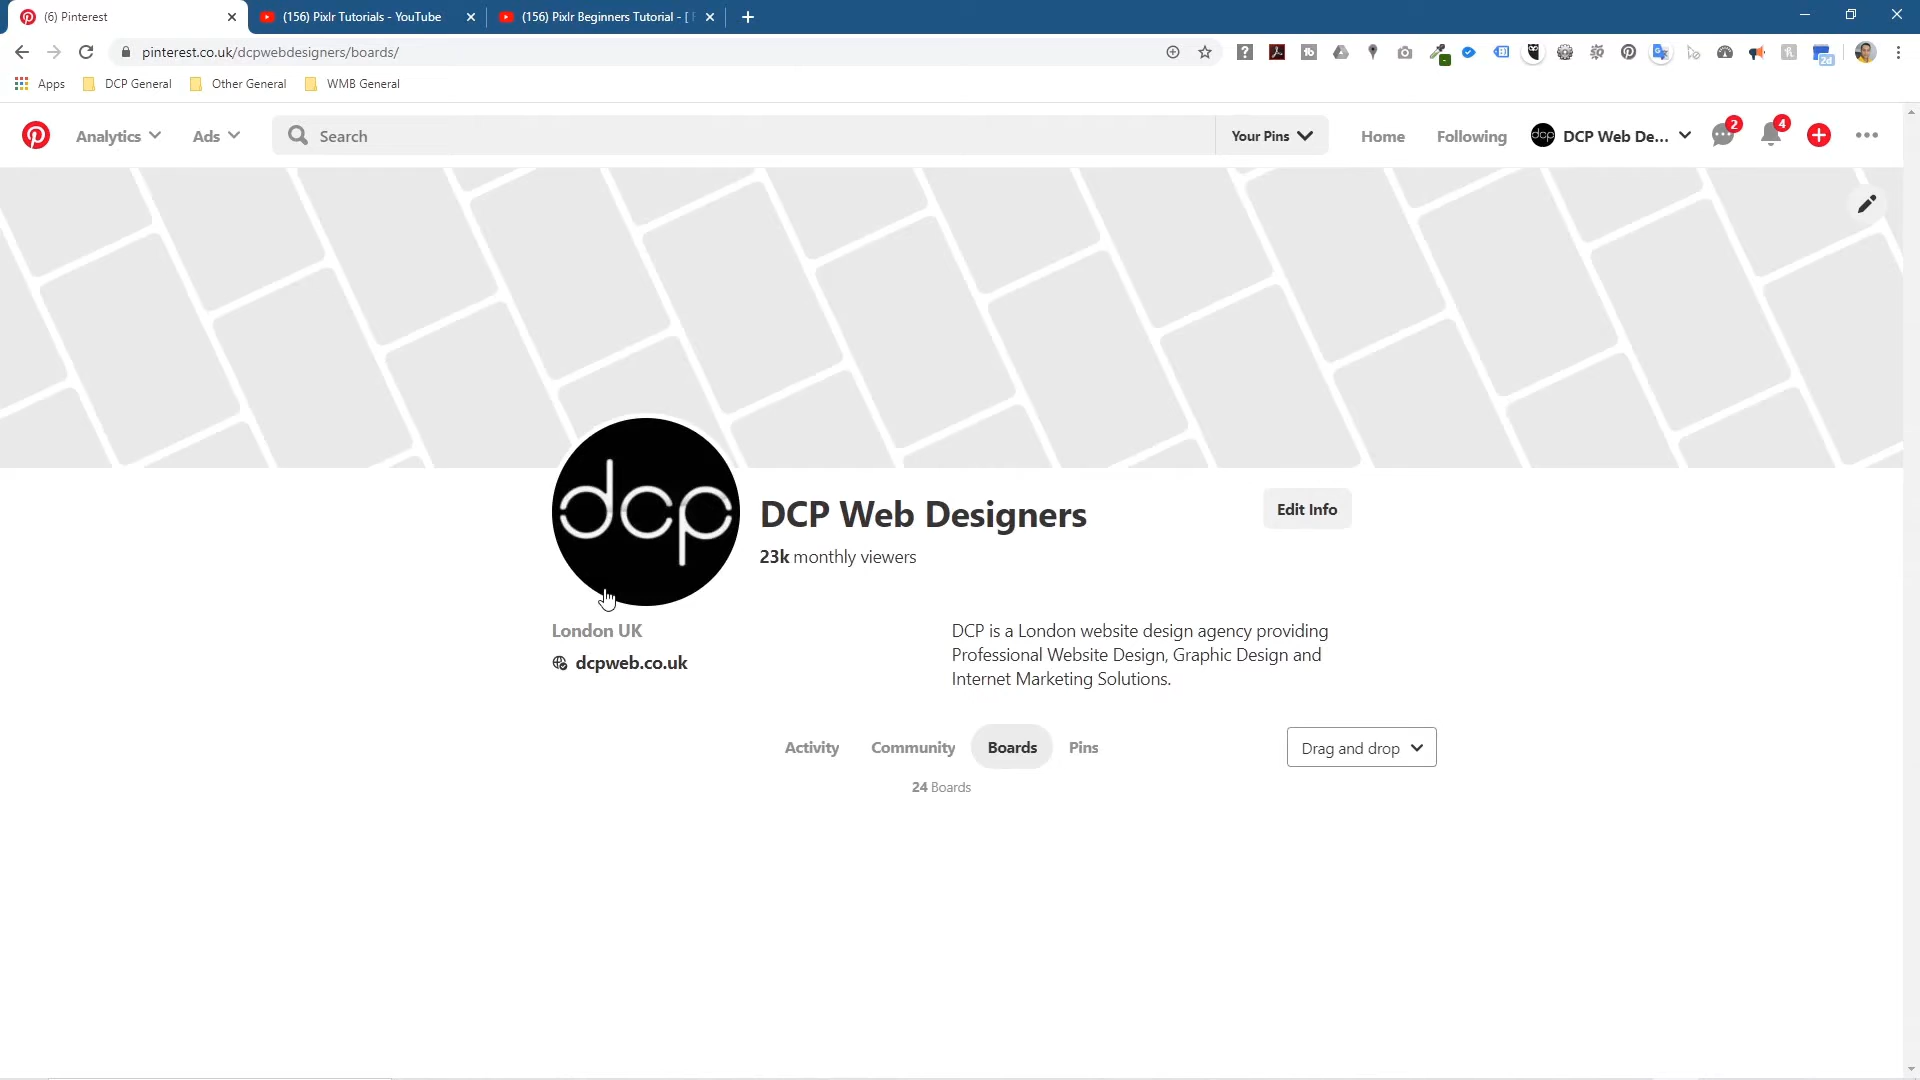 (6) Pinterest
(156) Pixlr Tutorials - YouTube
(156) Pixlr Beginners Tutorial - [
pinterest.co.uk/dcpwebdesigners/boards/
Apps
DCP General
Other General
WMB General
2d
Analytics
Ads
Search
Your Pins
Home
Following
dcp
DCP Web De...
2
4
dcp
DCP Web Designers
Edit Info
23k monthly viewers
London UK
dcpweb.co.uk
DCP is a London website design agency providing
Professional Website Design, Graphic Design and
Internet Marketing Solutions.
Activity
Community
Boards
Pins
Drag and drop
24 Boards